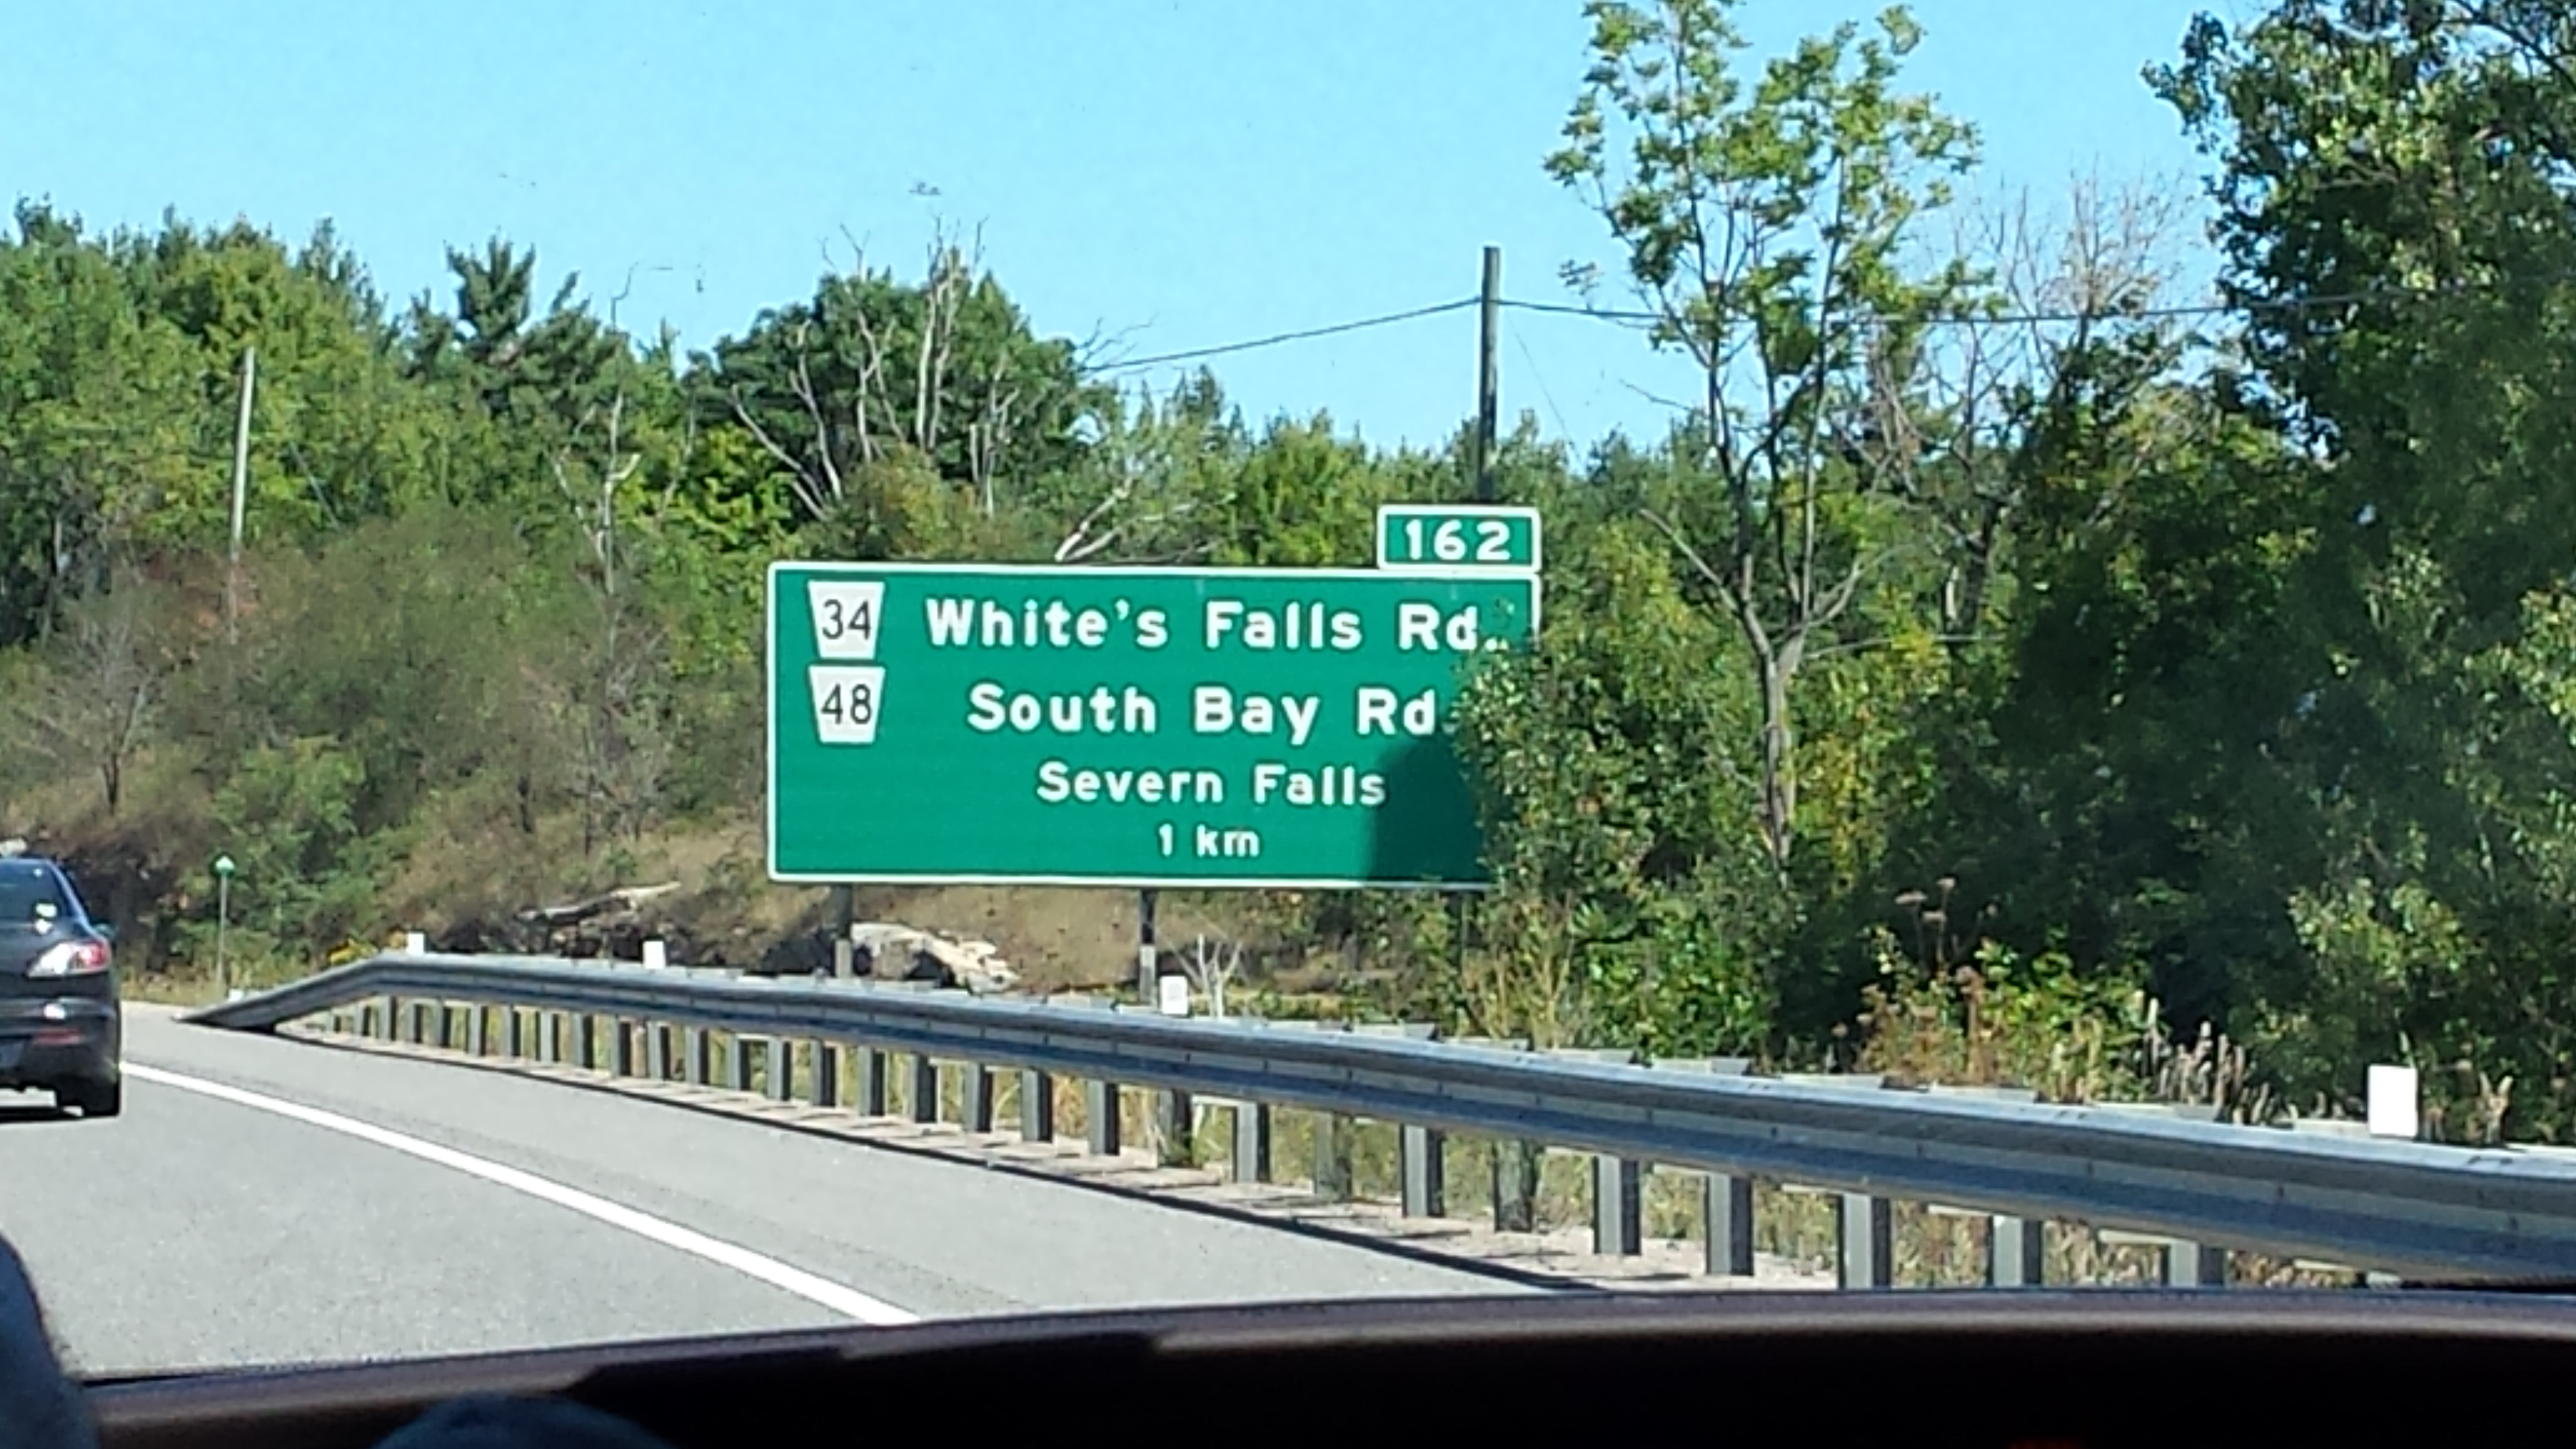 162
34 White's Falls Rd.
48 South Bay Rd.
Severn Falls
1 km